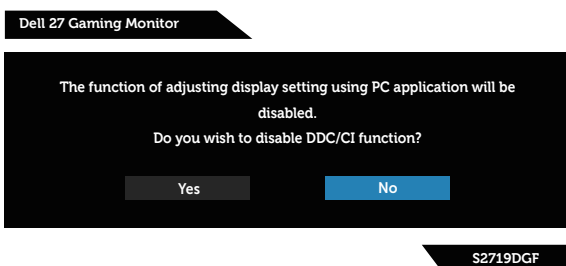 Dell 27 Gaming Monitor
The function of adjusting display setting using PC application will be
disabled.
Do you wish to disable DDC/CI function?
Yes No
S2719DGF